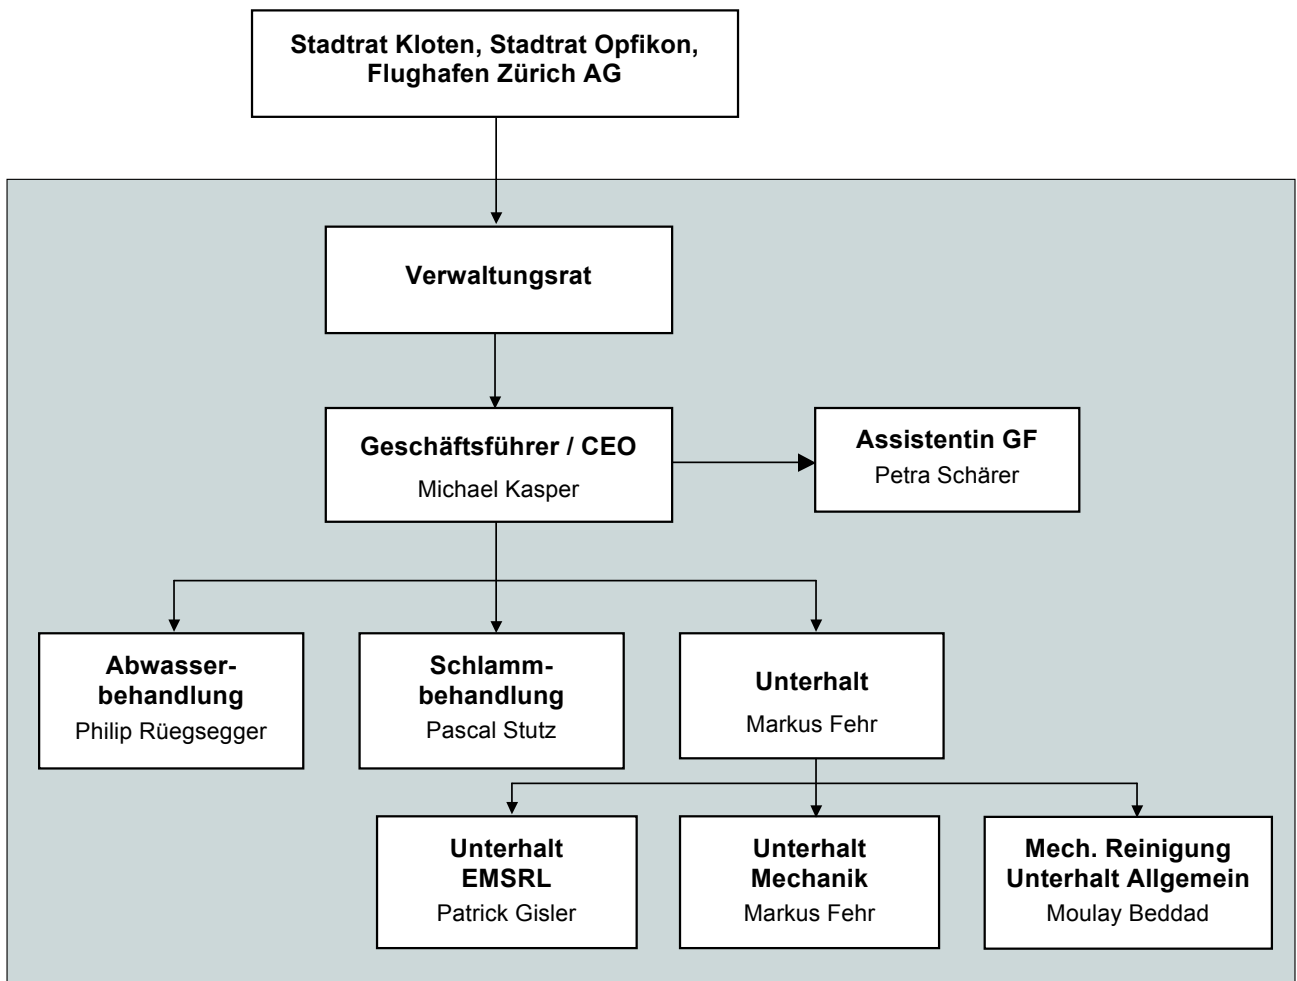 Stadtrat Kloten, Stadtrat Opfikon,
Flughafen Zürich AG
Verwaltungsrat
Geschäftsführer / CEO
Michael Kasper
Assistentin GF
Petra Schärer
Abwasser-
behandlung
Philip Rüegsegger
Schlamm-
behandlung
Pascal Stutz
Unterhalt
Markus Fehr
Unterhalt
EMSRL
Patrick Gisler
Unterhalt
Mechanik
Markus Fehr
Mech. Reinigung
Unterhalt Allgemein
Moulay Beddad